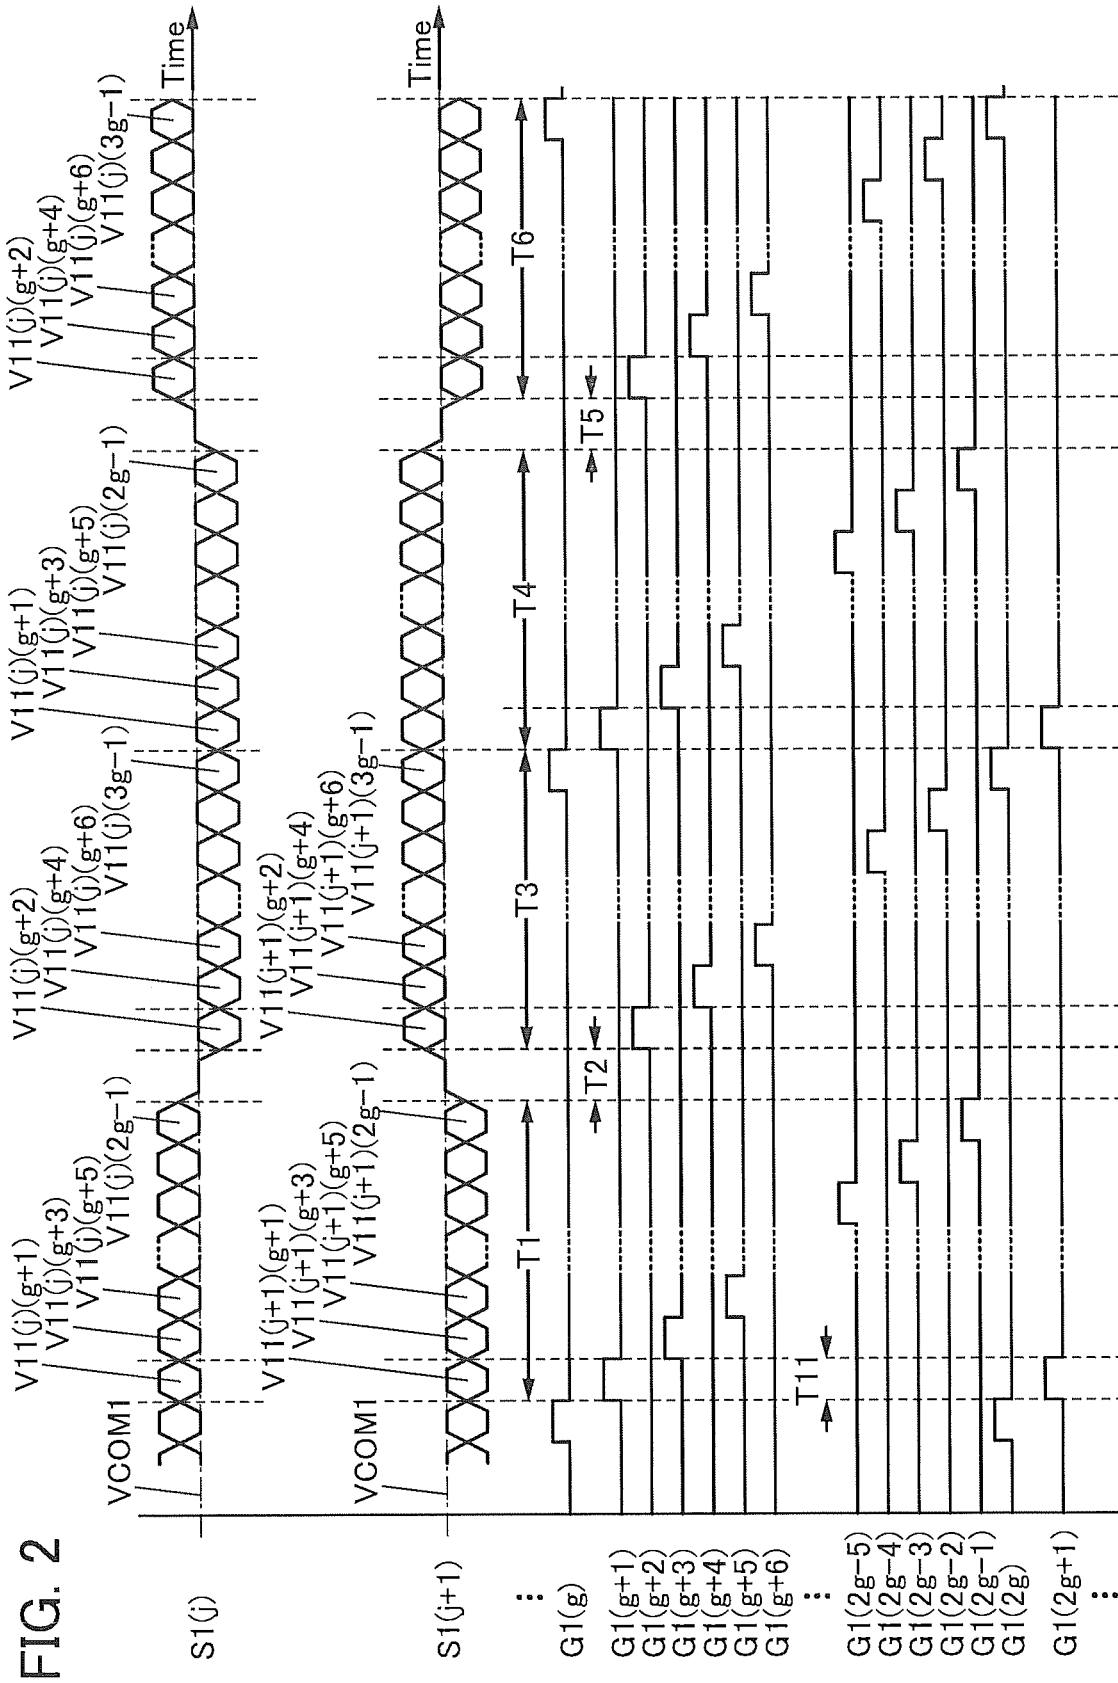 FIG. 2
S1(j)
VCOM1
V11(j)(g+1)
V11(j)(g+3)
V11(j)(g+5)
V11(j)(2g-1)
V11(j)(g+2)
V11(j)(g+4)
V11(j)(g+6)
V11(j)(3g-1)
V11(j)(g+1)
V11(j)(g+3)
V11(j)(g+5)
V11(j)(2g-1)
V11(j)(g+2)
V11(j)(g+4)
V11(j)(g+6)
V11(j)(3g-1)
Time
S1(j+1)
VCOM1
V11(j+1)(g+1)
V11(j+1)(g+3)
V11(j+1)(g+5)
V11(j+1)(2g-1)
V11(j+1)(g+2)
V11(j+1)(g+4)
V11(j+1)(g+6)
V11(j+1)(3g-1)
Time
T1
T3
T4
T6
T2
T5
G1(g)
G1(g+1)
G1(g+2)
G1(g+3)
G1(g+4)
G1(g+5)
G1(g+6)
T11
G1(2g-5)
G1(2g-4)
G1(2g-3)
G1(2g-2)
G1(2g-1)
G1(2g)
G1(2g+1)